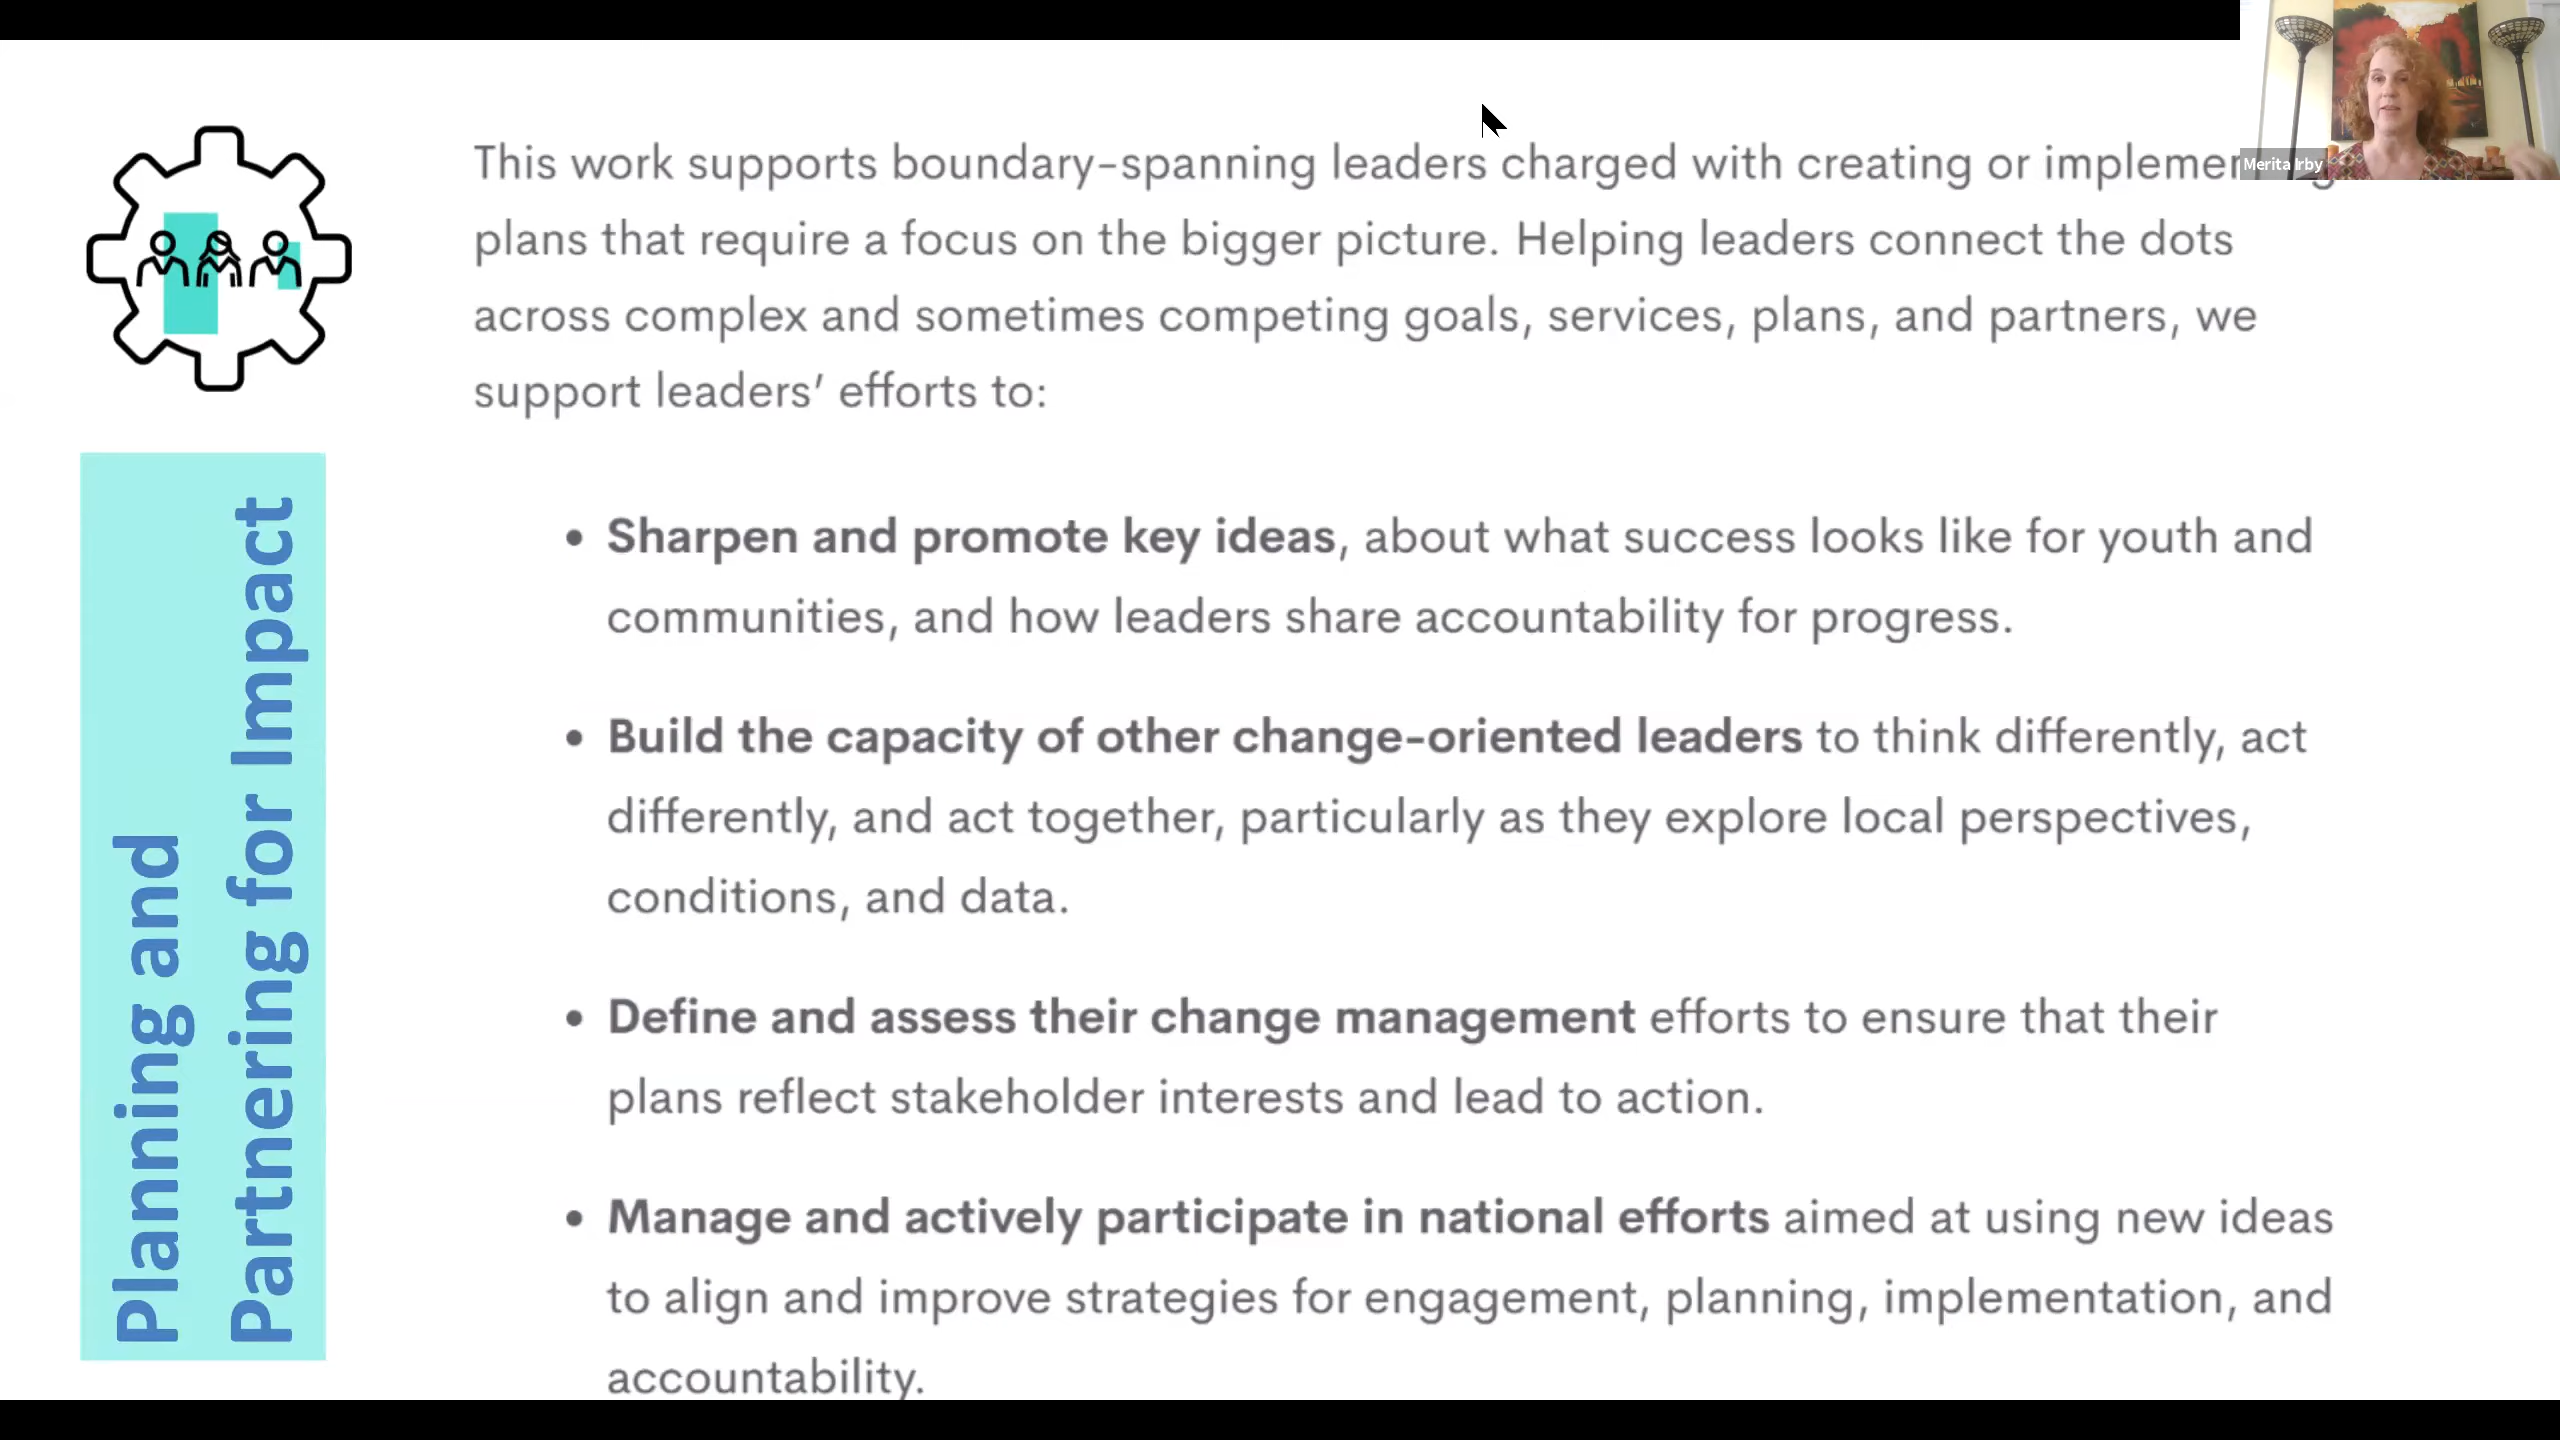 This work supports boundary-spanning leaders charged with creating or
plans that require a focus on the bigger picture. Helping leaders connect the dots
across complex and sometimes competing goals, services, plans, and partners, we
support leaders’ efforts to:
• Sharpen and promote key ideas, about what success looks like for youth and
communities, and how leaders share accountability for progress.
• Build the capacity of other change-oriented leaders to think differently, act
differently, and act together, particularly as they explore local perspectives,
conditions, and data.
• Define and assess their change management efforts to ensure that their
plans reflect stakeholder interests and lead to action.
• Manage and actively participate in national efforts aimed at using new ideas
to align and improve strategies for engagement, planning, implementation, and
accountability.
Planning and
Partnering for Impact
Merita Irby